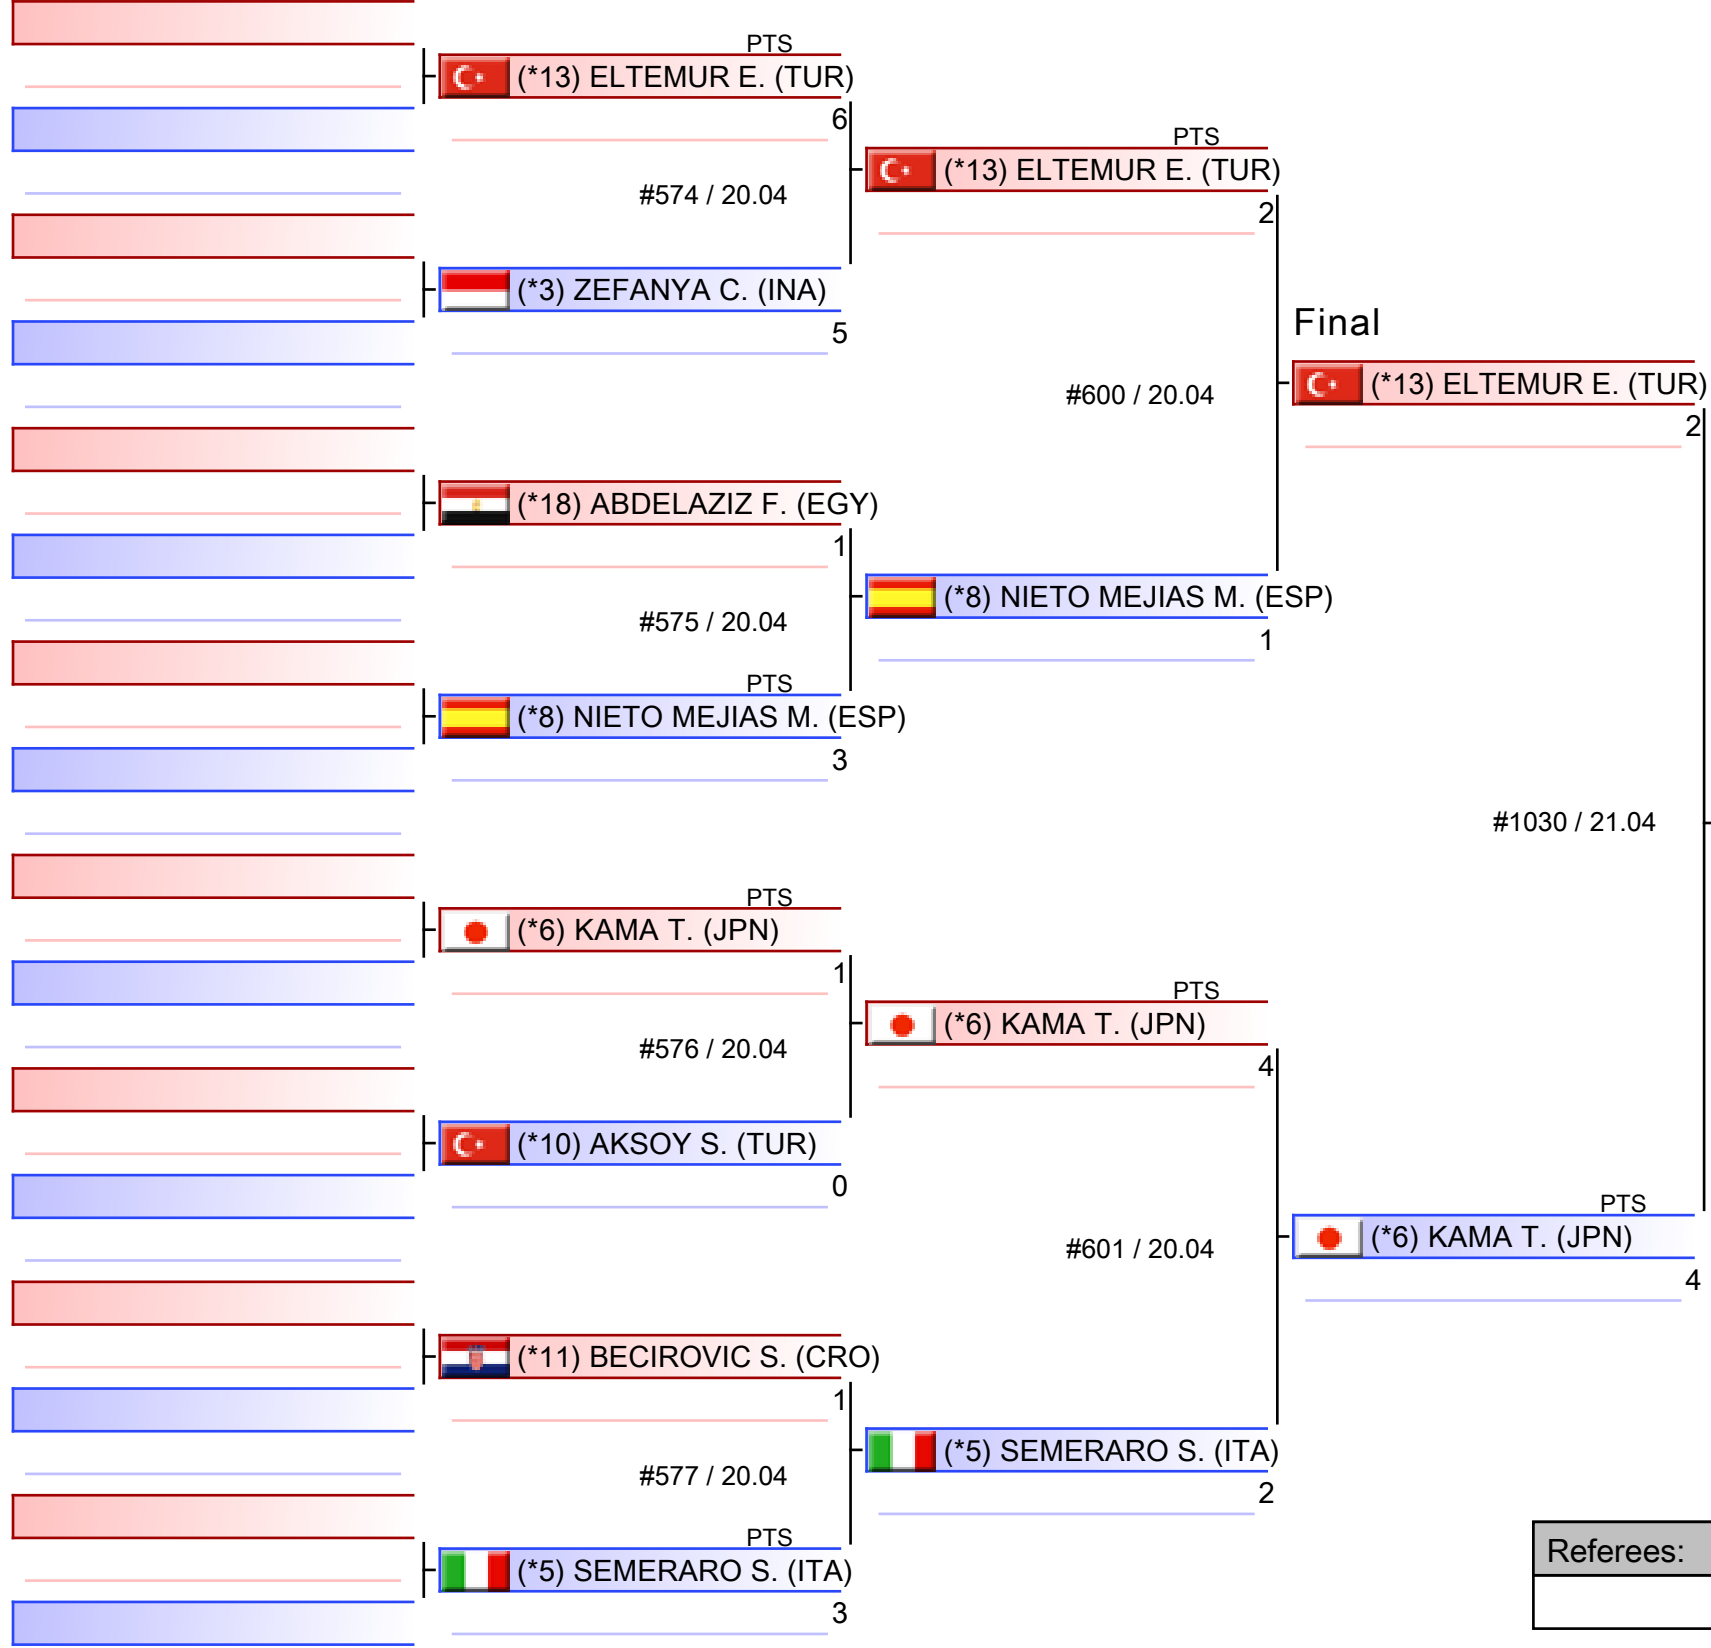 PTS
(*13) ELTEMUR E. (TUR)
6
#574 / 20.04
(*3) ZEFANYA C. (INA)
5
(*18) ABDELAZIZ F. (EGY)
1
#575 / 20.04
PTS
(*8) NIETO MEJIAS M. (ESP)
3
PTS
(*6) KAMA T. (JPN)
1
#576 / 20.04
(*10) AKSOY S. (TUR)
0
(*11) BECIROVIC S. (CRO)
1
#577 / 20.04
PTS
(*5) SEMERARO S. (ITA)
3
PTS
(*13) ELTEMUR E. (TUR)
2
#600 / 20.04
(*8) NIETO MEJIAS M. (ESP)
1
PTS
(*6) KAMA T. (JPN)
4
#601 / 20.04
(*5) SEMERARO S. (ITA)
2
Final
(*13) ELTEMUR E. (TUR)
2
#1030 / 21.04
PTS
(*6) KAMA T. (JPN)
4
Referees: